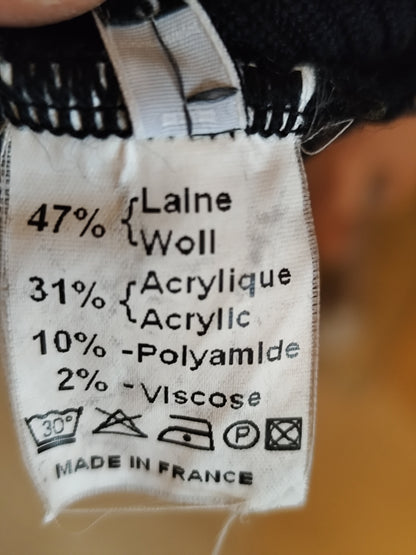 47% { Laine
Woll
31% { Acrylique
Acrylic
10% - Polyamide
2% - Viscose
30° P
MADE IN FRANCE